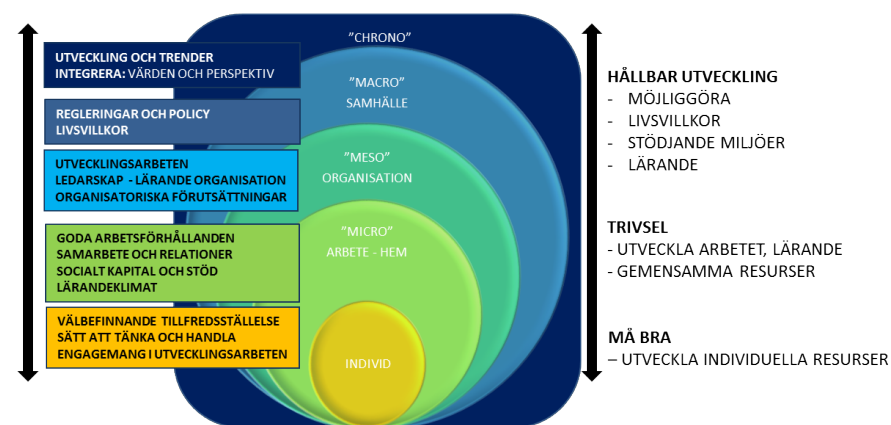 UTVECKLING OCH TRENDER
INTEGRERA: VÄRDEN OCH PERSPEKTIV
REGLERINGAR OCH POLICY
LIVSVILLKOR
UTVECKLINGSARBETEN
LEDARSKAP - LÄRANDE ORGANISATION
ORGANISATORISKA FÖRUTSÄTTNINGAR
GODA ARBETSFÖRHÅLLANDEN
SAMARBETE OCH RELATIONER
SOCIALT KAPITAL OCH STÖD
LÄRANDEKLIMAT
VÄLBEFINNANDE TILLFREDSSTÄLLELSE
SÄTT ATT TÄNKA OCH HANDLA
ENGAGEMANG I UTVECKLINGSARBETEN
”CHRONO”
”MACRO”
SAMHÄLLE
”MESO”
ORGANISATION
”MICRO”
ARBETE - HEM
INDIVID
HÅLLBAR UTVECKLING
- MÖJLIGGÖRA
- LIVSVILLKOR
- STÖDJANDE MILJÖER
- LÄRANDE
TRIVSEL
- UTVECKLA ARBETET, LÄRANDE
- GEMENSAMMA RESURSER
MÅ BRA
– UTVECKLA INDIVIDUELLA RESURSER